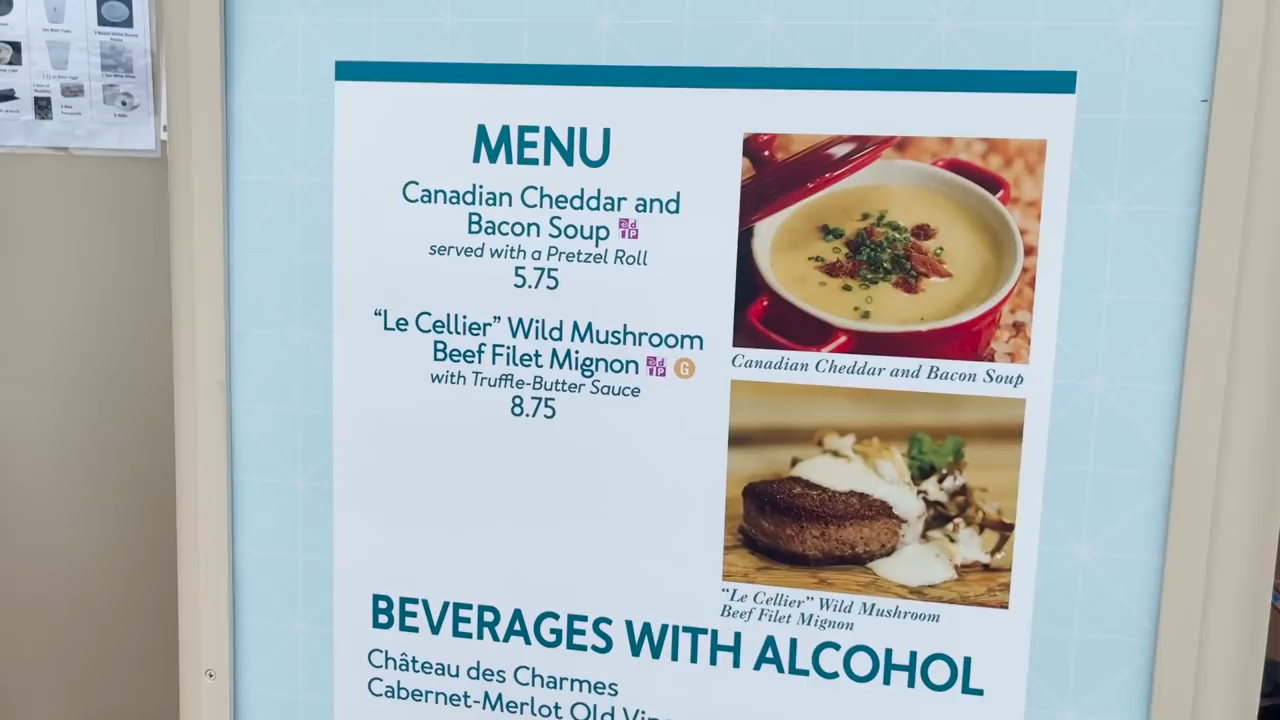 MENU
Canadian Cheddar and
Bacon Soup
served with a Pretzel Roll
5.75
“Le Cellier” Wild Mushroom
Beef Filet Mignon G
with Truffle-Butter Sauce
8.75
Canadian Cheddar and Bacon Soup
“Le Cellier” Wild Mushroom
Beef Filet Mignon
BEVERAGES WITH ALCOHOL
Château des Charmes
Cabernet-Merlot Old